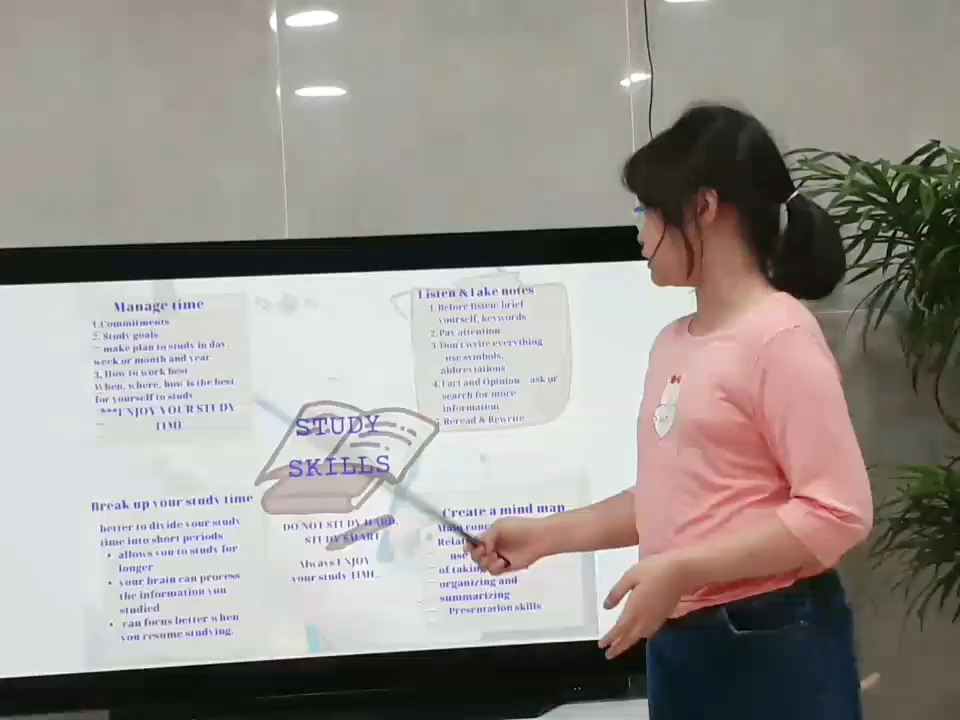 Manage time
1.Commitments
2. Study goals
make plan to study in day,
week or month and year
3. How to work best
When, where, how is the best
for yourself to study
***ENJOY YOUR STUDY
TIME
Listen & Take notes
1. Before listen: brief
yourself, keywords
2. Pay attention
3. Don't write everything
use symbols,
abbreviations
4. Fact and Opinion ask or
search for more
information
5. Reread & Rewrite
STUDY
SKILLS
Break up your study time
better to divide your study
time into short periods
• allows you to study for
longer
• your brain can process
the information you
studied
• can focus better when
you resume studying.
DO NOT STUDY HARD,
STUDY SMART
Always ENJOY
your study TIME...
Create a mind map
Main
use
of
organizing and
summarizing
Presentation skills